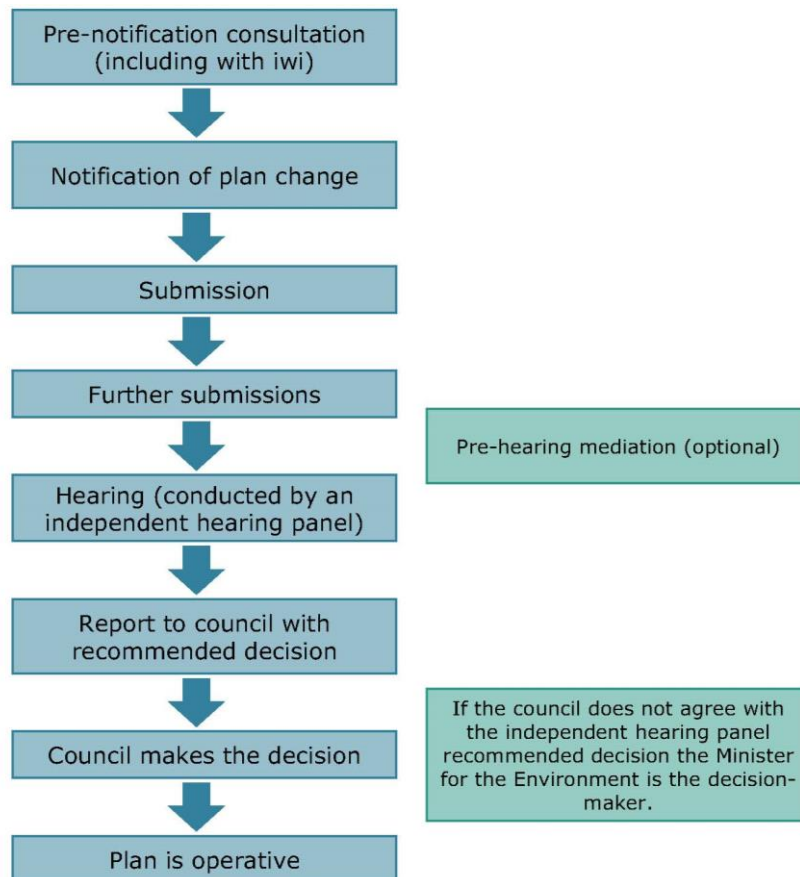 Pre-notification consultation
(including with iwi)
Notification of plan change
Submission
Further submissions
Pre-hearing mediation (optional)
Hearing (conducted by an
independent hearing panel)
Report to council with
recommended decision
If the council does not agree with
the independent hearing panel
recommended decision the Minister
for the Environment is the decision-
maker.
Council makes the decision
Plan is operative